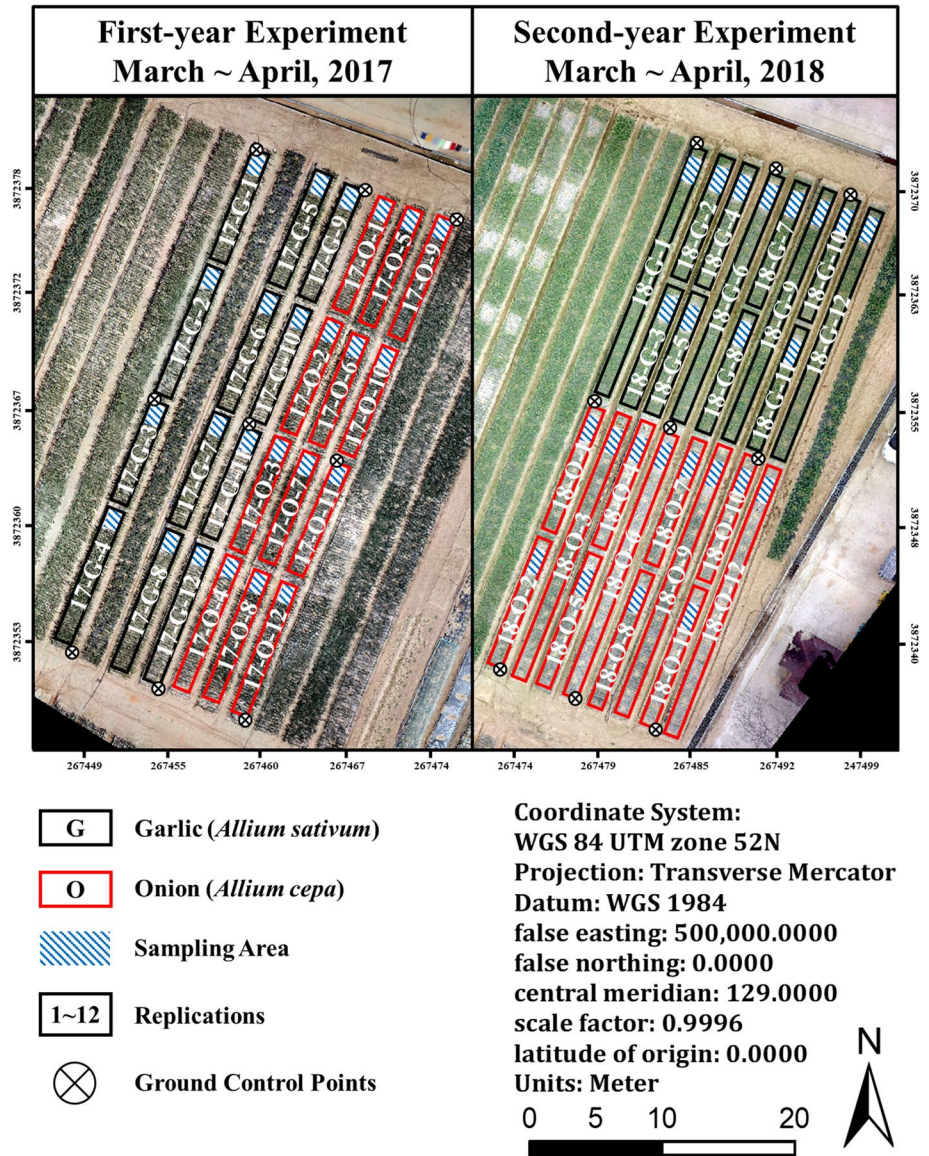 First-year Experiment
March ~ April, 2017
Second-year Experiment
March ~ April, 2018
3872378
3872372
3872367
3872360
3872353
17-G-1
17-G-2
17-G-3
17-G-4
17-G-5
17-G-6
17-G-7
17-G-8
17-G-9
17-G-10
17-G-11
17-G-12
17-O-1
17-O-2
17-O-3
17-O-4
17-O-5
17-O-6
17-O-7
17-O-8
17-O-9
17-O-10
17-O-11
17-O-12
18-G-1
18-G-2
18-G-3
18-G-4
18-G-5
18-G-6
18-G-7
18-G-8
18-G-9
18-G-10
18-G-11
18-G-12
18-O-1
18-O-2
18-O-3
18-O-4
18-O-5
18-O-6
18-O-7
18-O-8
18-O-9
18-O-10
18-O-11
18-O-12
3872370
3872363
3872355
3872348
3872340
267449 267455 267460 267467 267474
267474 267479 267485 267492 247499
G Garlic (Allium sativum)
O Onion (Allium cepa)
Sampling Area
1~12 Replications
Ground Control Points
Coordinate System:
WGS 84 UTM zone 52N
Projection: Transverse Mercator
Datum: WGS 1984
false easting: 500,000.0000
false northing: 0.0000
central meridian: 129.0000
scale factor: 0.9996
latitude of origin: 0.0000
Units: Meter
N
0 5 10 20